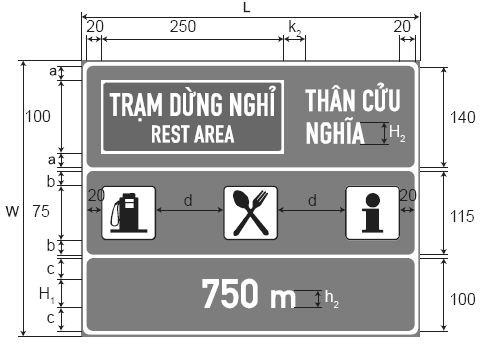 L
20 250 k2 20
a
100
a
TRẠM DỪNG NGHỈ
REST AREA
THÂN CỬU
NGHĨA
H2
140
W
b
75
b
20 d d 20
115
c
H1
c
750 m
h2
100